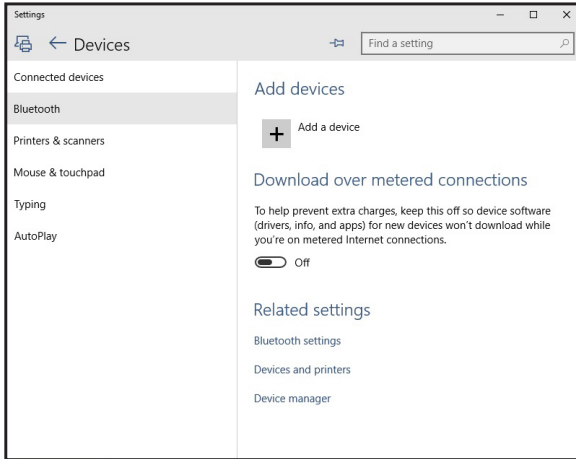 Settings
Devices
Find a setting
Connected devices
Bluetooth
Printers & scanners
Mouse & touchpad
Typing
AutoPlay
Add devices
Add a device
Download over metered connections
To help prevent extra charges, keep this off so device software
(drivers, info, and apps) for new devices won't download while
you're on metered Internet connections.
Off
Related settings
Bluetooth settings
Devices and printers
Device manager